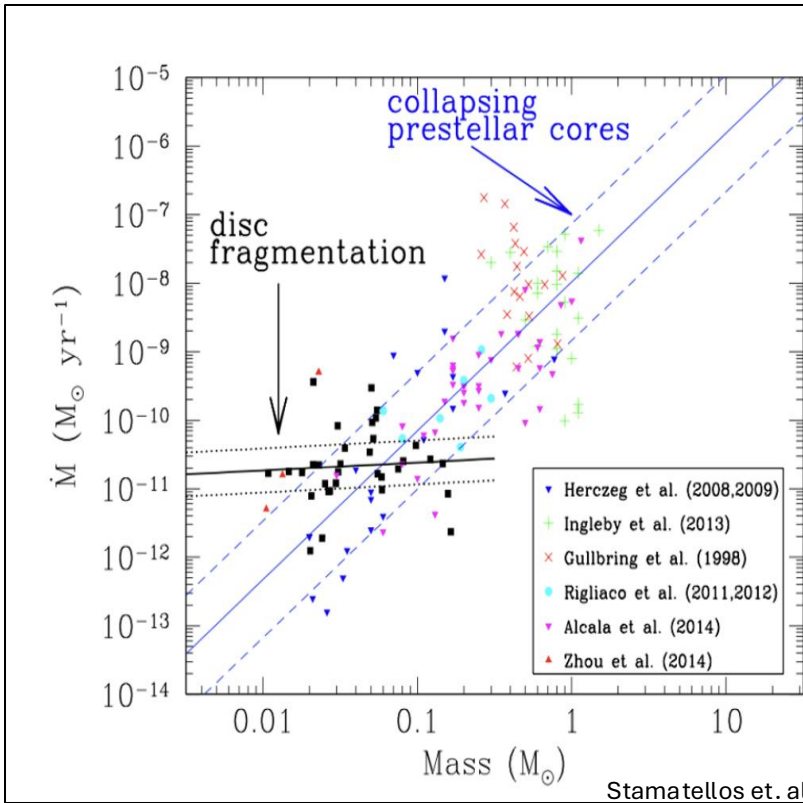 collapsing
prestellar cores
disc
fragmentation
10⁻⁵
10⁻⁶
10⁻⁷
10⁻⁸
10⁻⁹
10⁻¹⁰
10⁻¹¹
10⁻¹²
10⁻¹³
10⁻¹⁴
Ṁ (M☉ yr⁻¹)
Herczeg et al. (2008,2009)
Ingleby et al. (2013)
Gullbring et al. (1998)
Rigliaco et al. (2011,2012)
Alcala et al. (2014)
Zhou et al. (2014)
0.01 0.1 1 10
Mass (M☉)
Stamatellos et. al